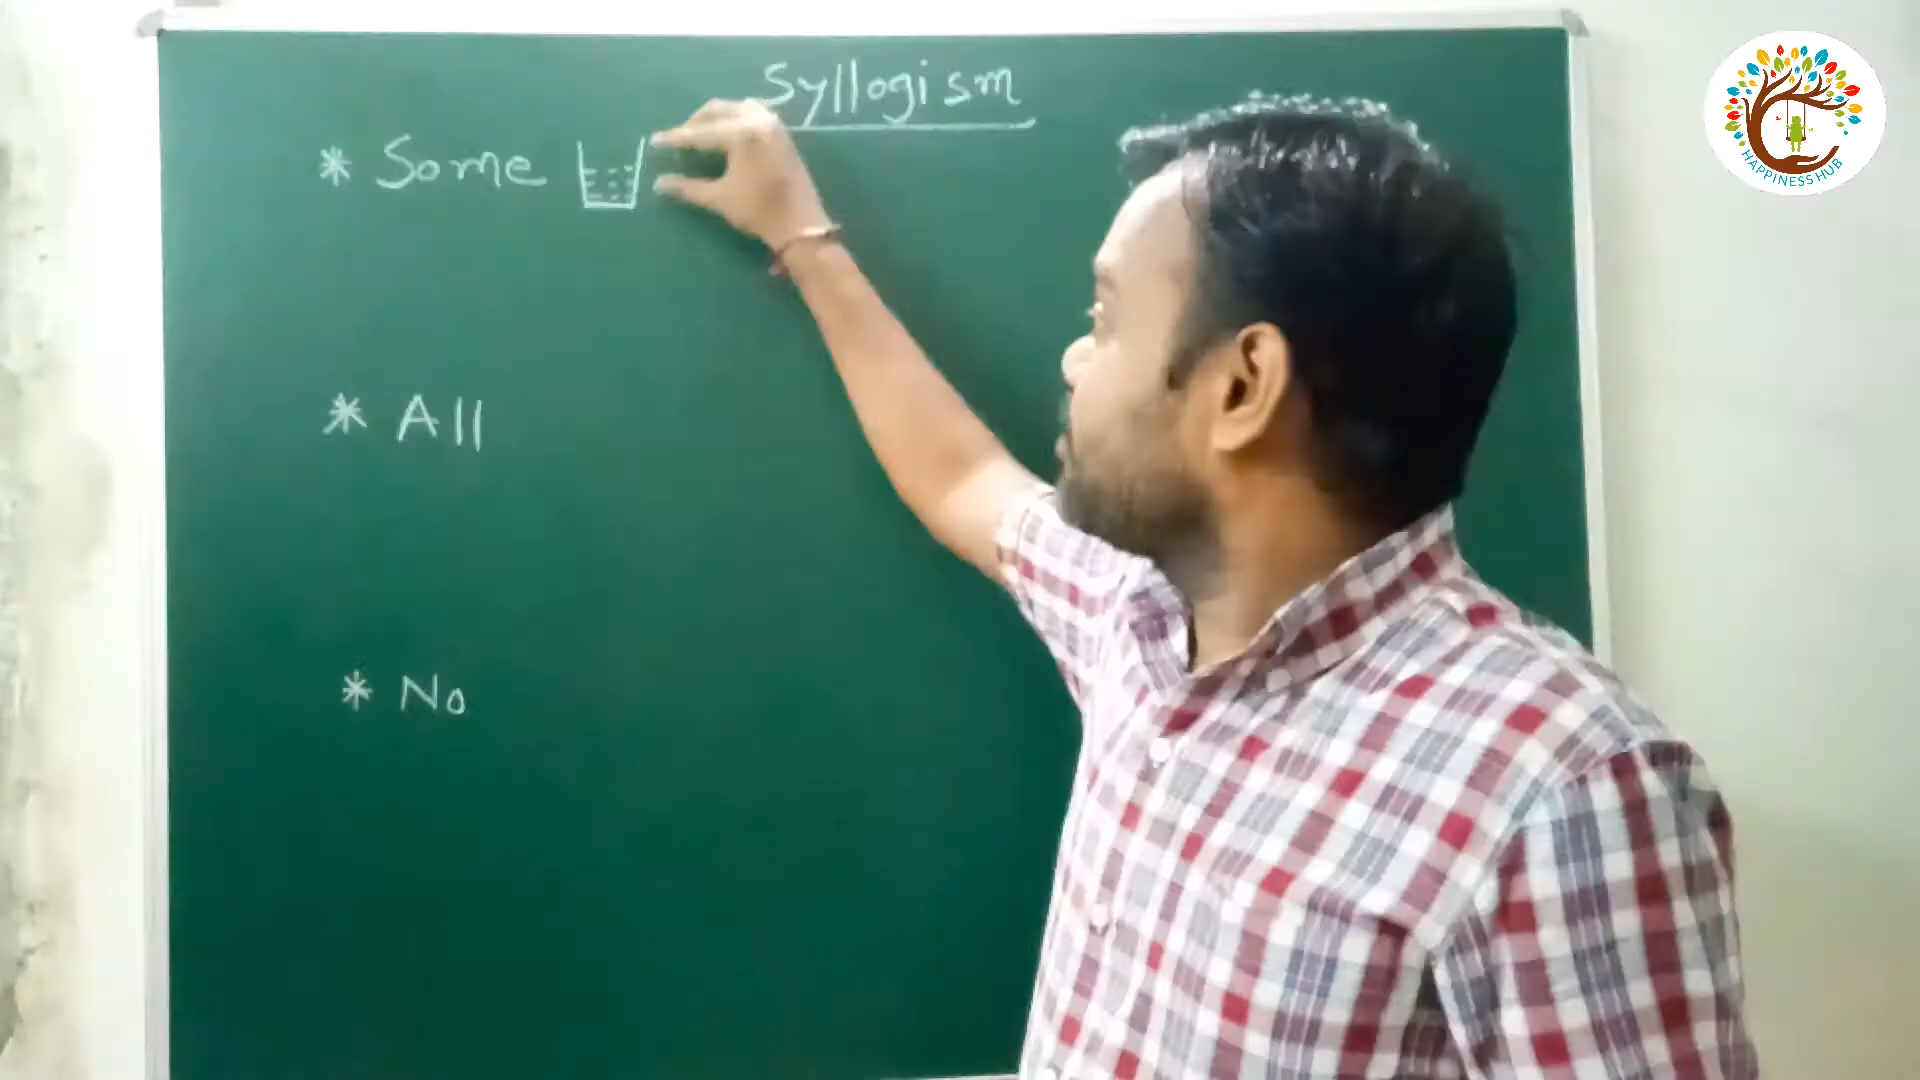 Syllogism
* Some
* All
* No
HAPPINESS HUB